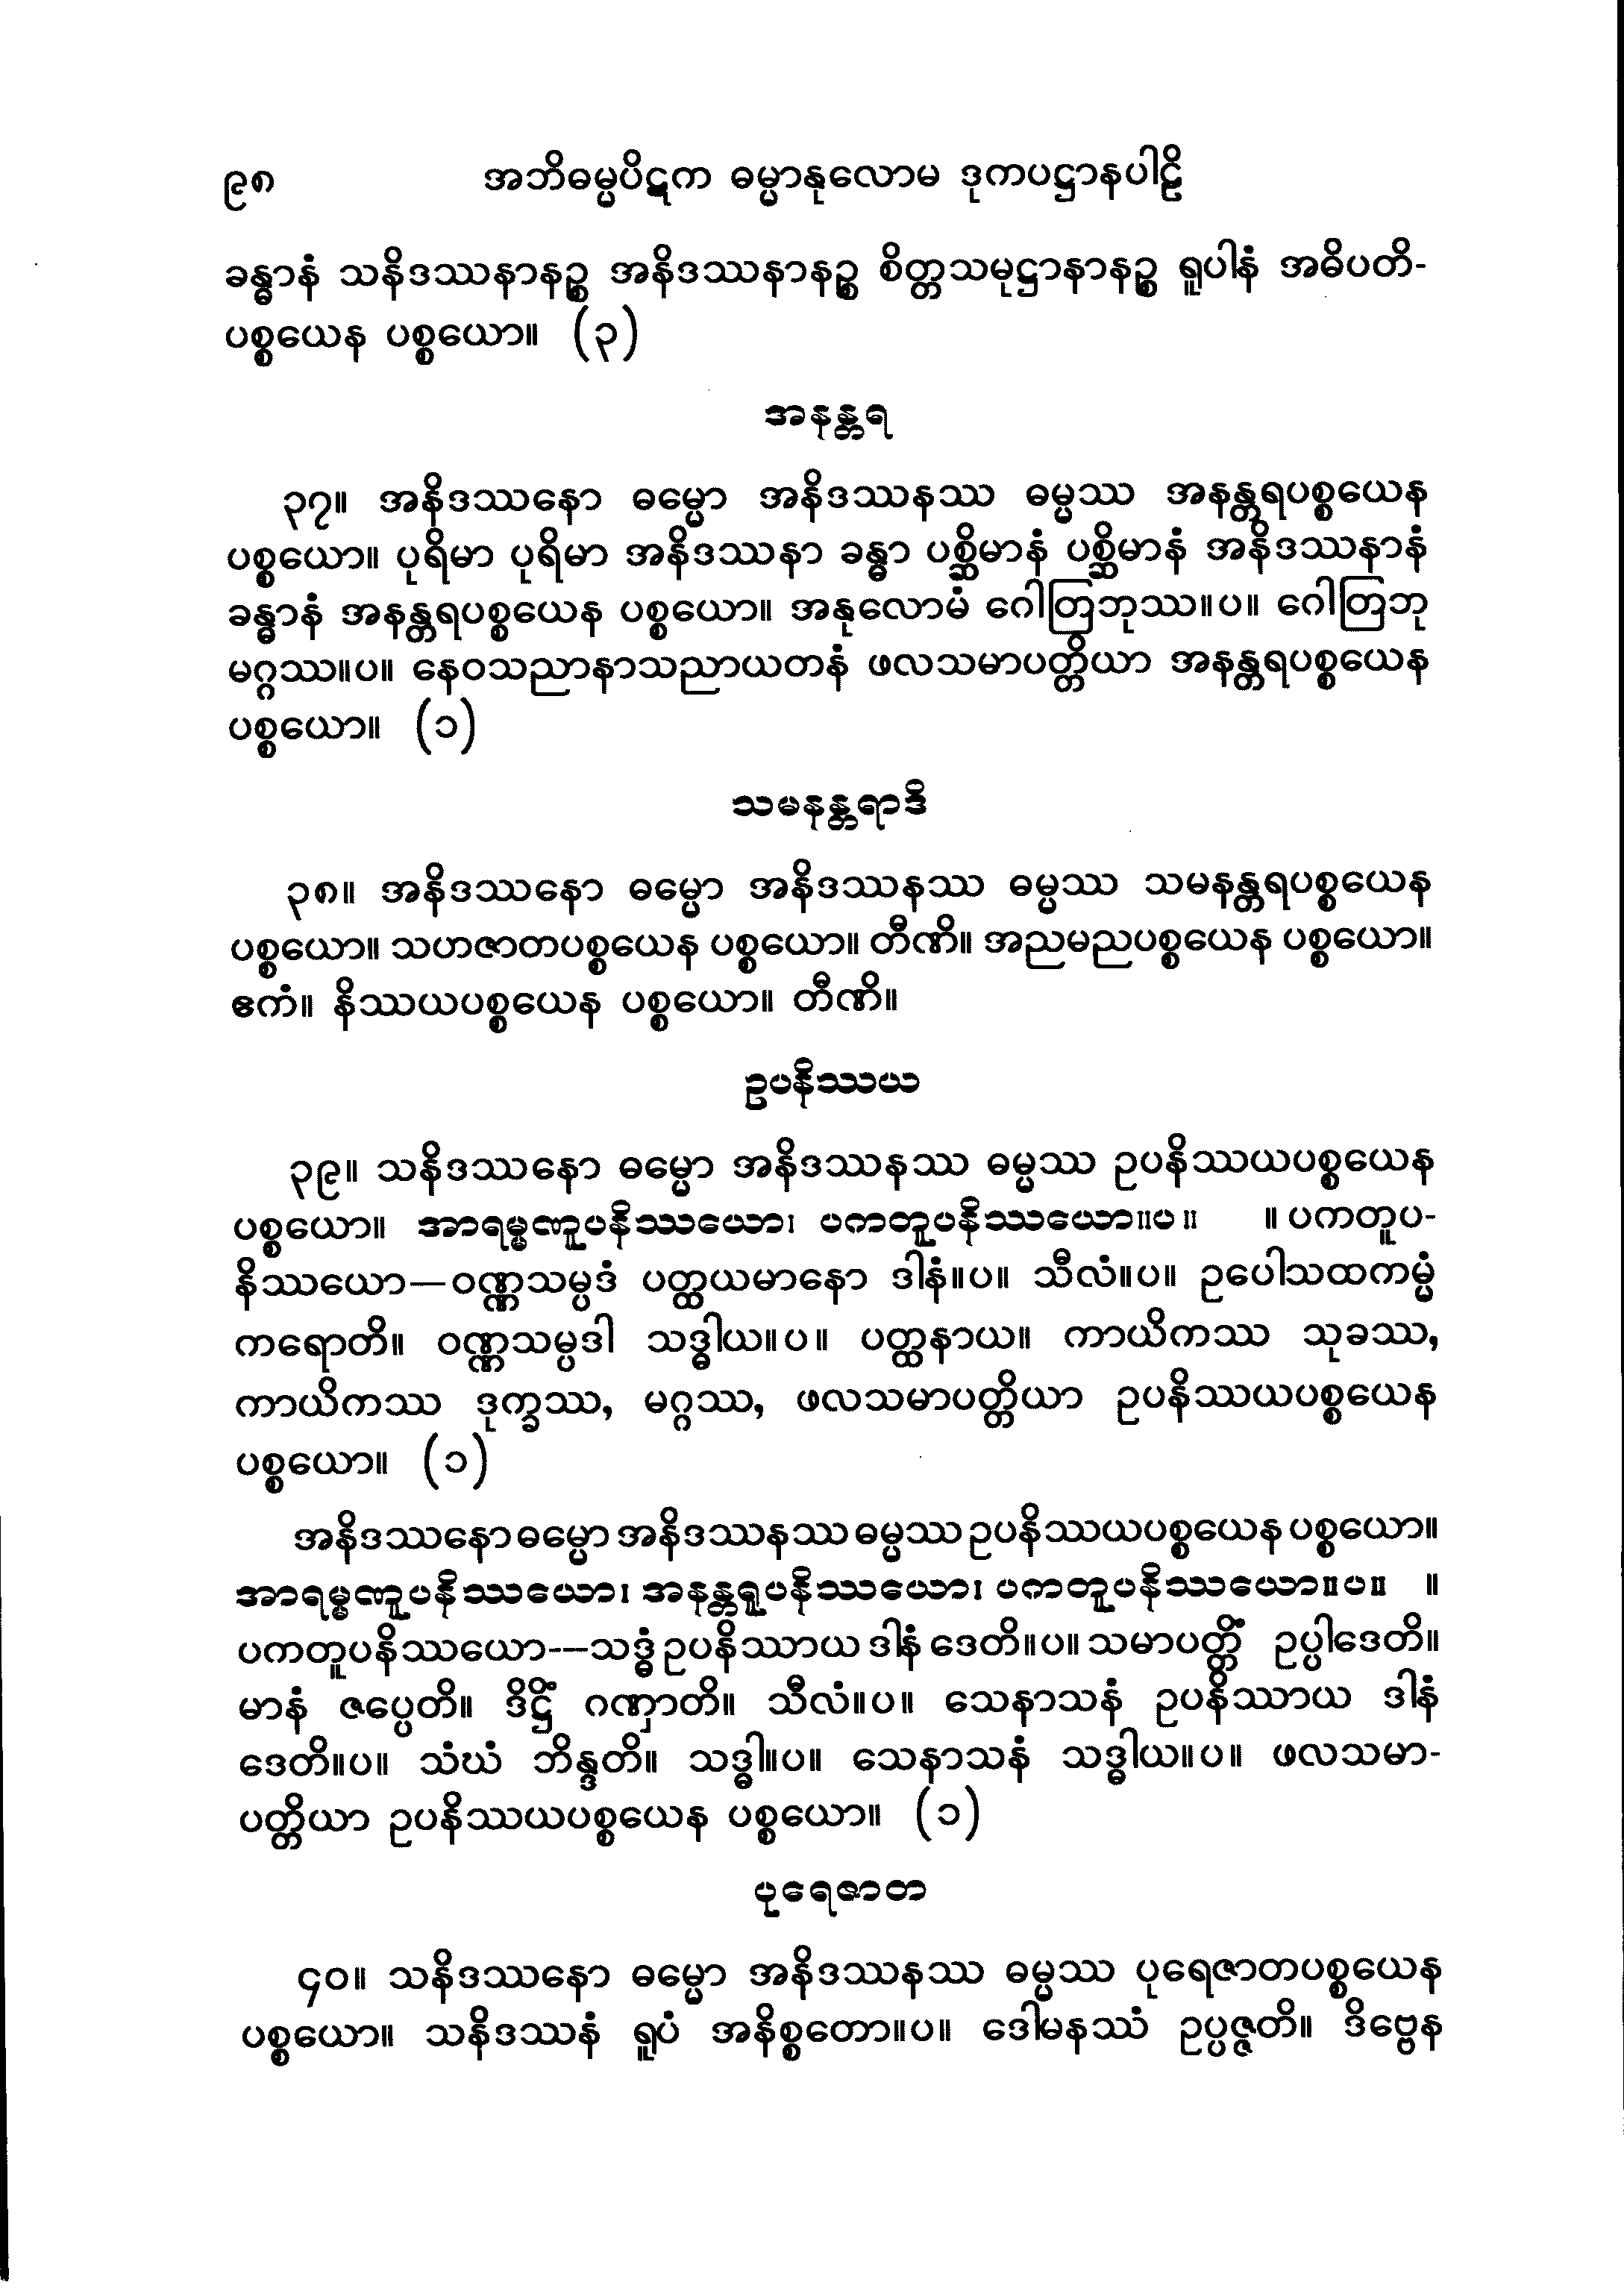 ၉၈ အဘိဓမ္မပိဋက ဓမ္မာနုလောမ ဒုကပဋ္ဌာနပါဠိ
ခန္ဓာနံ သနိဒဿနာနဉ္စ အနိဒဿနာနဉ္စ စိတ္တသမုဋ္ဌာနာနဉ္စ ရူပါနံ အဓိပတိ-
ပစ္စယေန ပစ္စယော။ (၃)
အနန္တရ
၃၇။ အနိဒဿနော ဓမ္မော အနိဒဿနဿ ဓမ္မဿ အနန္တရပစ္စယေန
ပစ္စယော။ ပုရိမာ ပုရိမာ အနိဒဿနာ ခန္ဓာ ပစ္ဆိမာနံ ပစ္ဆိမာနံ အနိဒဿနာနံ
ခန္ဓာနံ အနန္တရပစ္စယေန ပစ္စယော။ အနုလောမံ ဂေါတြဘုဿ။ပ။ ဂေါတြဘု
မဂ္ဂဿ။ပ။ နေဝသညာနာသညာယတနံ ဖလသမာပတ္တိယာ အနန္တရပစ္စယေန
ပစ္စယော။ (၁)
သမနန္တရာဒိ
၃၈။ အနိဒဿနော ဓမ္မော အနိဒဿနဿ ဓမ္မဿ သမနန္တရပစ္စယေန
ပစ္စယော။ သဟဇာတပစ္စယေန ပစ္စယော။ တီဏိ။ အညမညပစ္စယေန ပစ္စယော။
ဧကံ။ နိဿယပစ္စယေန ပစ္စယော။ တီဏိ။
ဥပနိဿယ
၃၉။ သနိဒဿနော ဓမ္မော အနိဒဿနဿ ဓမ္မဿ ဥပနိဿယပစ္စယေန
ပစ္စယော။ အာရမ္မဏူပနိဿယော၊ ပကတူပနိဿယော။ပ။ ။ ပကတူပ-
နိဿယော—ဝဏ္ဏသမ္ပဒံ ပတ္ထယမာနော ဒါနံ။ပ။ သီလံ။ပ။ ဥပေါသထကမ္မံ
ကရောတိ။ ဝဏ္ဏသမ္ပဒါ သဒ္ဓါယ။ပ။ ပတ္ထနာယ။ ကာယိကဿ သုခဿ,
ကာယိကဿ ဒုက္ခဿ, မဂ္ဂဿ, ဖလသမာပတ္တိယာ ဥပနိဿယပစ္စယေန
ပစ္စယော။ (၁)
အနိဒဿနော ဓမ္မော အနိဒဿနဿ ဓမ္မဿ ဥပနိဿယပစ္စယေန ပစ္စယော။
အာရမ္မဏူပနိဿယော၊ အနန္တရူပနိဿယော၊ ပကတူပနိဿယော။ပ။ ။
ပကတူပနိဿယော—သဒ္ဓံ ဥပနိဿာယ ဒါနံ ဒေတိ။ပ။ သမာပတ္တိံ ဥပ္ပါဒေတိ။
မာနံ ဇပ္ပေတိ။ ဒိဋ္ဌိံ ဂဏှာတိ။ သီလံ။ပ။ သေနာသနံ ဥပနိဿာယ ဒါနံ
ဒေတိ။ပ။ သံဃံ ဘိန္ဒတိ။ သဒ္ဓါ။ပ။ သေနာသနံ သဒ္ဓါယ။ပ။ ဖလသမာ-
ပတ္တိယာ ဥပနိဿယပစ္စယေန ပစ္စယော။ (၁)
ပုရေဇာတ
၄၀။ သနိဒဿနော ဓမ္မော အနိဒဿနဿ ဓမ္မဿ ပုရေဇာတပစ္စယေန
ပစ္စယော။ သနိဒဿနံ ရူပံ အနိစ္စတော။ပ။ ဒေါမနဿံ ဥပ္ပဇ္ဇတိ။ ဒိဗ္ဗေန